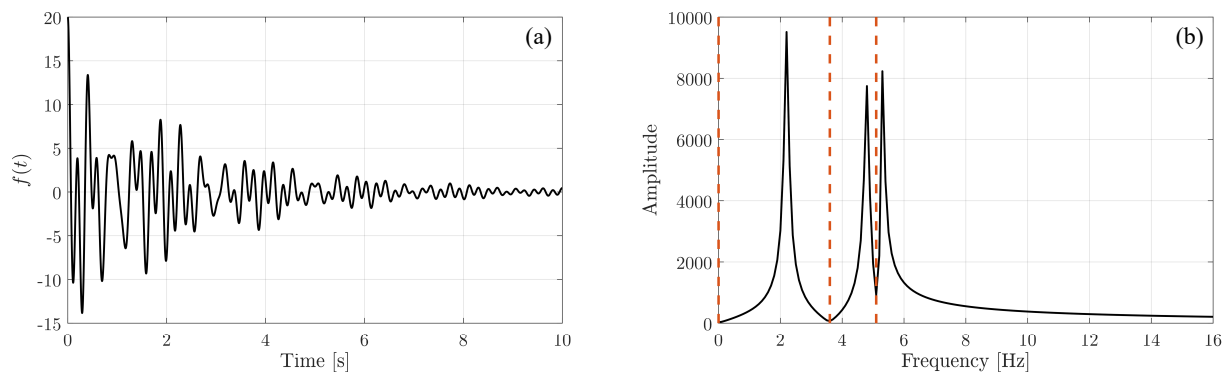 (a)
20
15
10
5
0
-5
-10
-15
f(t)
0 2 4 6 8 10
Time [s]
(b)
10000
8000
6000
4000
2000
0
Amplitude
0 2 4 6 8 10 12 14 16
Frequency [Hz]